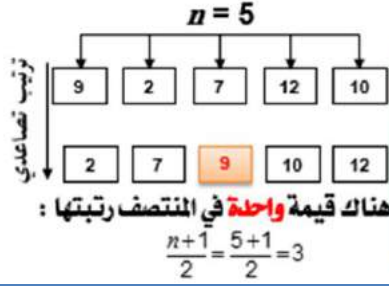 n = 5
9 2 7 12 10
ترتيب تصاعدي
2 7 9 10 12
هناك قيمة واحدة في المنتصف رتبتها :
n+1/2 = 5+1/2 = 3